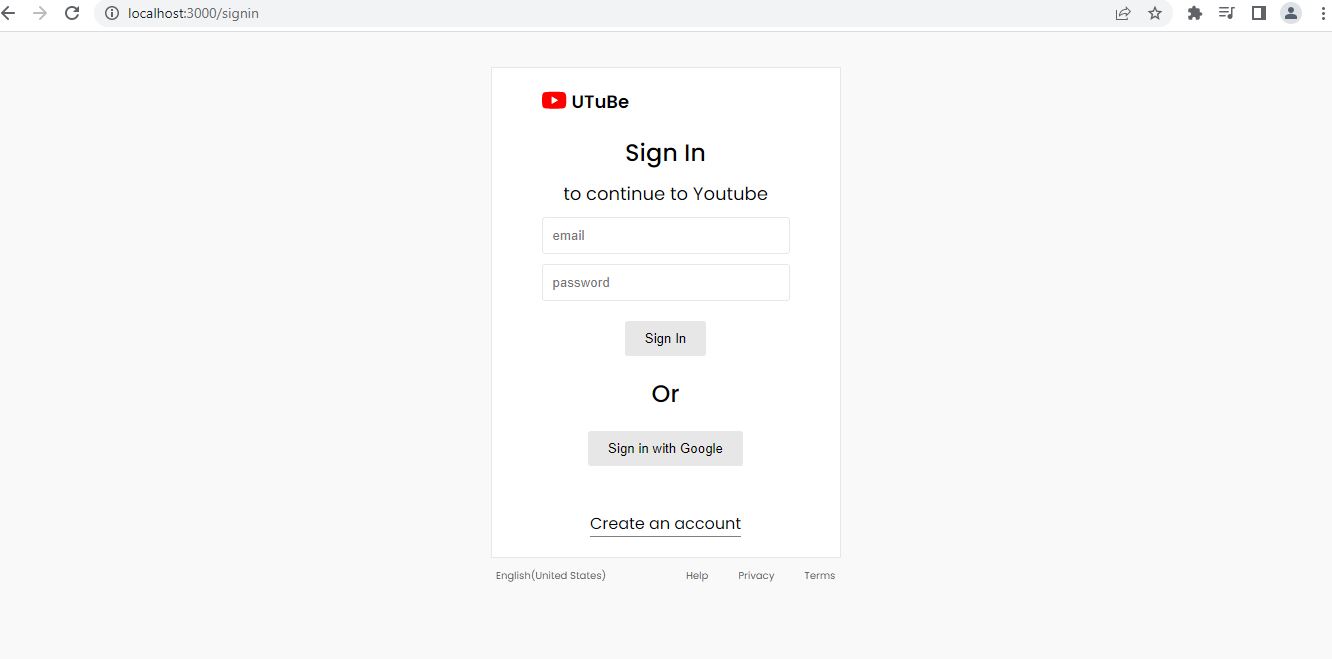 localhost:3000/signin
UTuBe
Sign In
to continue to Youtube
email
password
Sign In
Or
Sign in with Google
Create an account
English(United States) Help Privacy Terms